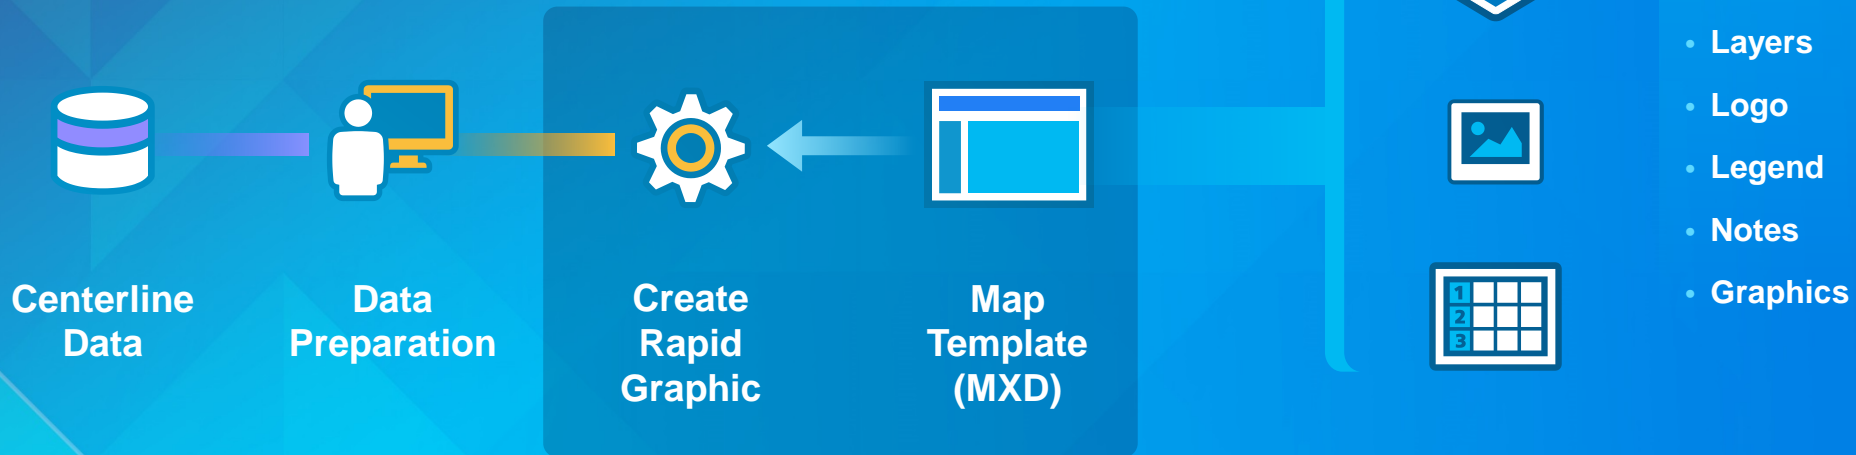 Centerline
Data
Data
Preparation
Create
Rapid
Graphic
Map
Template
(MXD)
1
2
3
• Layers
• Logo
• Legend
• Notes
• Graphics